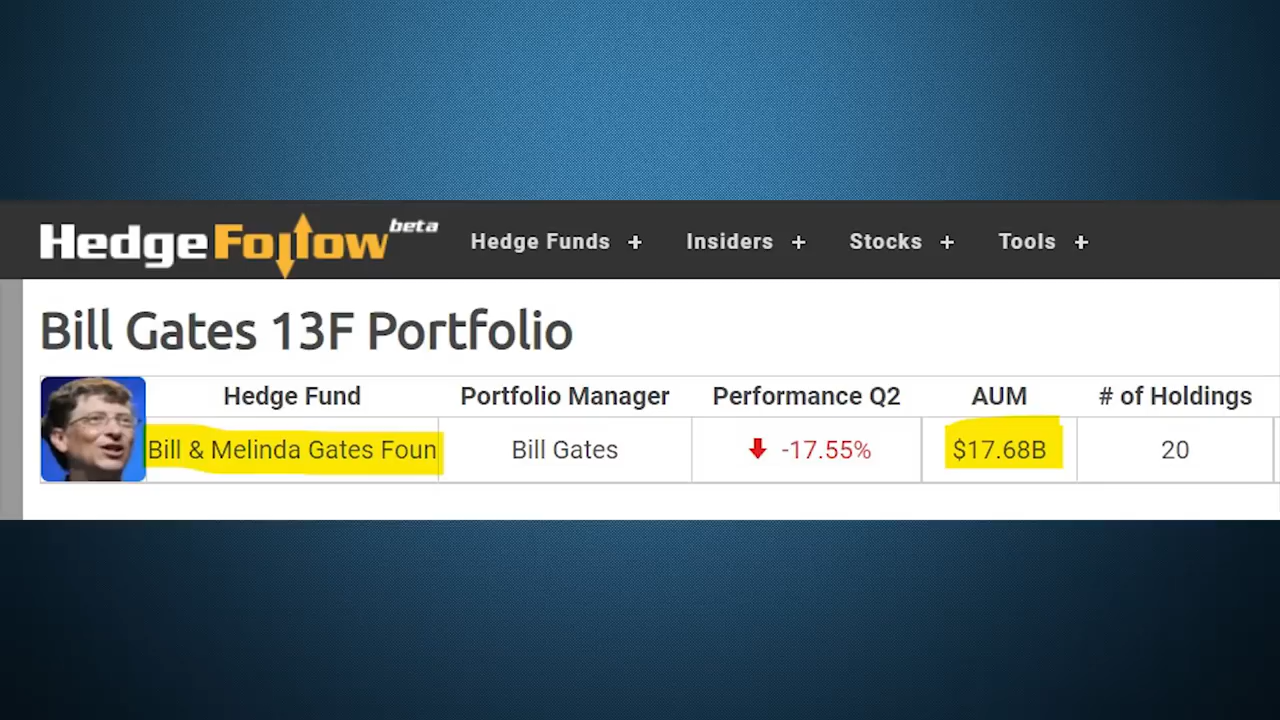 HedgeFollow beta Hedge Funds + Insiders + Stocks + Tools +
Bill Gates 13F Portfolio
Hedge Fund Portfolio Manager Performance Q2 AUM # of Holdings
Bill & Melinda Gates Foun Bill Gates -17.55% $17.68B 20